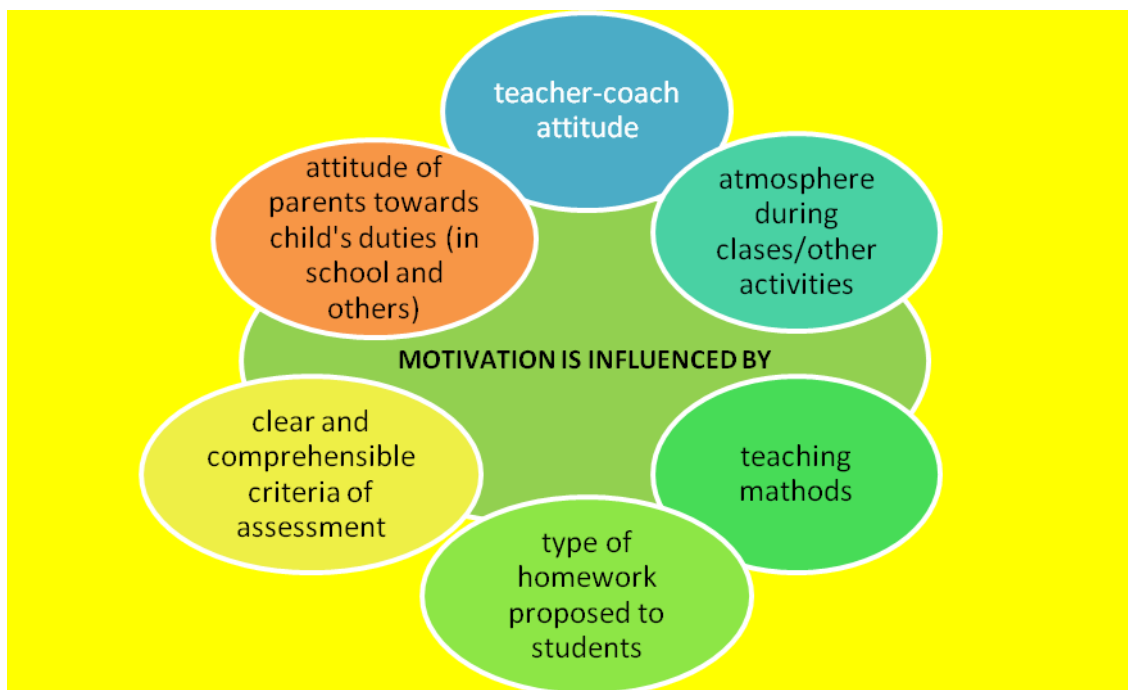 teacher-coach
attitude
attitude of
parents towards
child's duties (in
school and
others)
atmosphere
during
clases/other
activities
MOTIVATION IS INFLUENCED BY
clear and
comprehensible
criteria of
assessment
teaching
mathods
type of
homework
proposed to
students